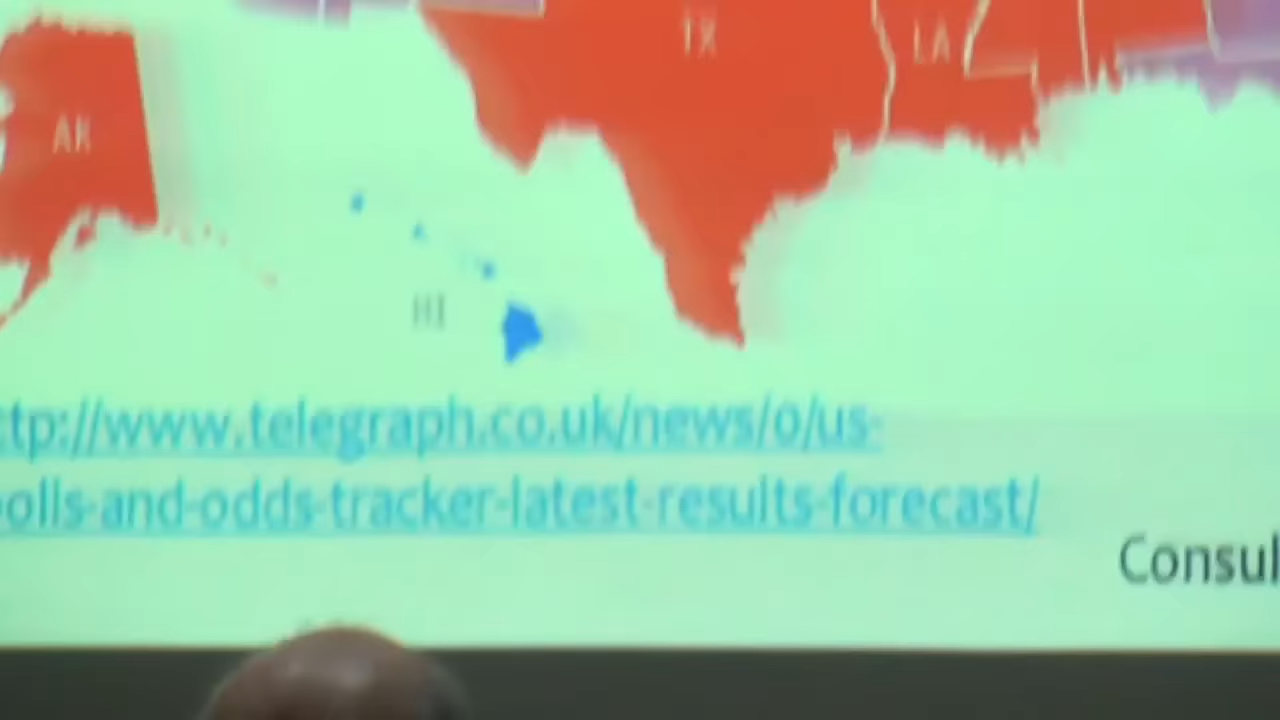 TX
LA
AK
HI
ttp://www.telegraph.co.uk/news/0/us-
polls-and-odds-tracker-latest-results-forecast/
Consul